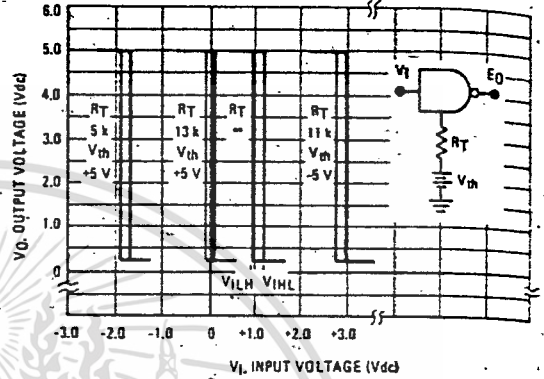 6.0
5.0
4.0
3.0
2.0
1.0
0
VO, OUTPUT VOLTAGE (Vdc)
RT
5 k
Vth
+5 V
RT
13 k
Vth
+5 V
RT
∞
RT
11 k
Vth
-5 V
VI
EO
RT
Vth
VILH VIHL
-3.0 -2.0 -1.0 0 +1.0 +2.0 +3.0
VI, INPUT VOLTAGE (Vdc)